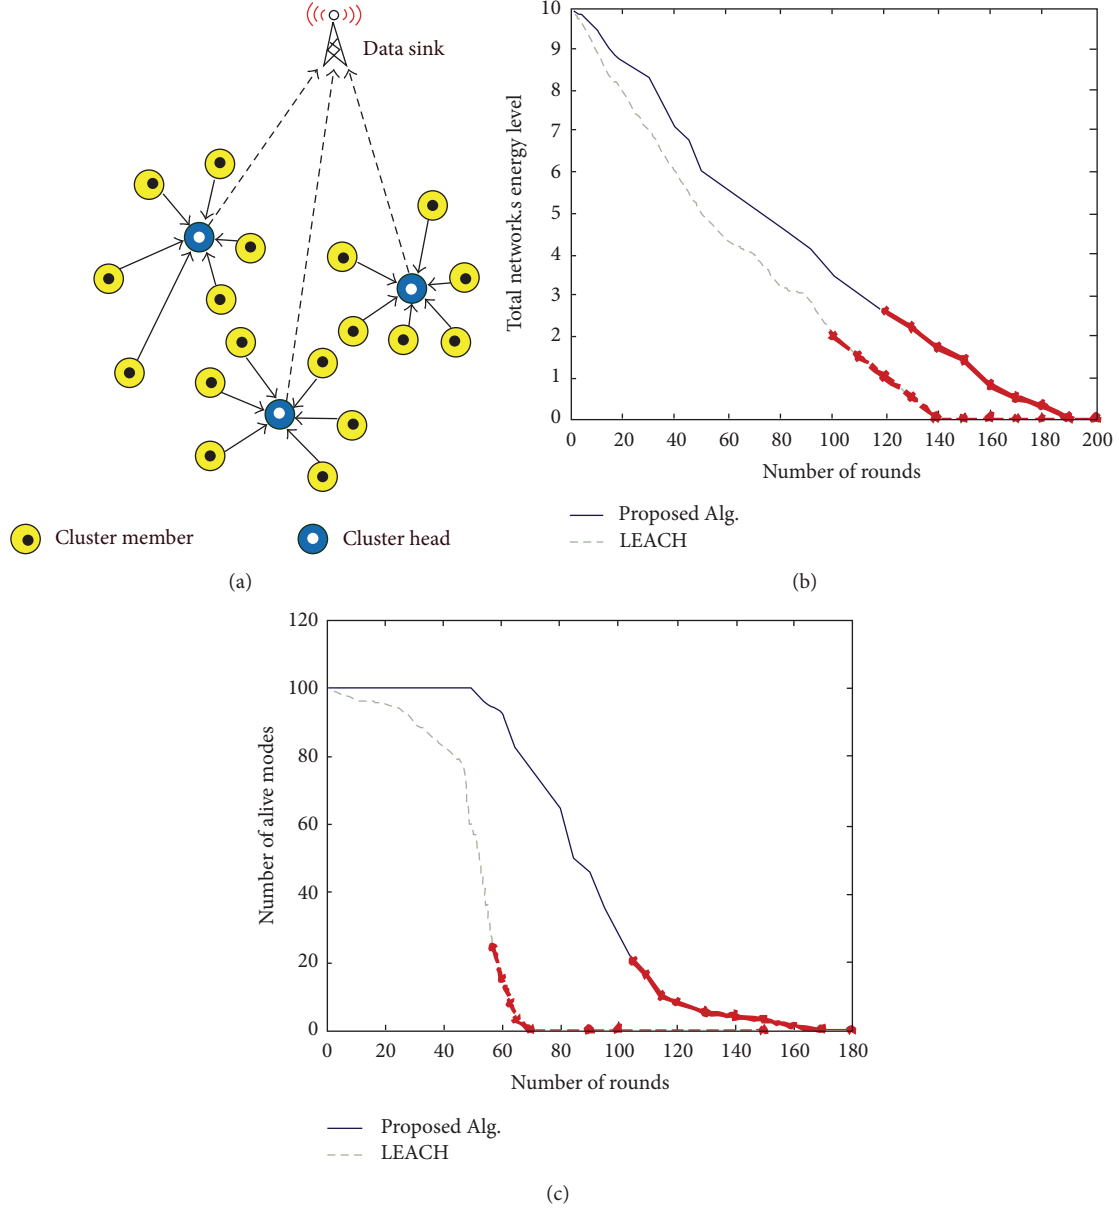 Data sink
Cluster member
Cluster head
(a)
10
9
8
7
6
5
4
3
2
1
0
Total network.s energy level
0 20 40 60 80 100 120 140 160 180 200
Number of rounds
Proposed Alg.
LEACH
(b)
120
100
80
60
40
20
0
Number of alive modes
0 20 40 60 80 100 120 140 160 180
Number of rounds
Proposed Alg.
LEACH
(c)